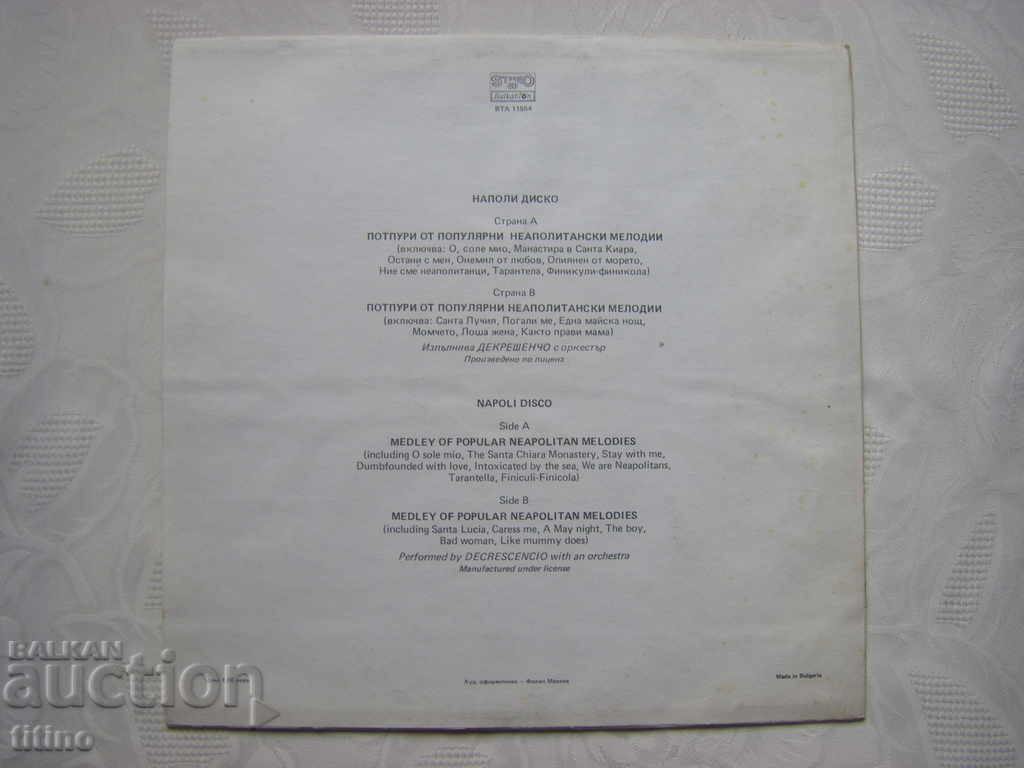 STEREO
Balkanton
ВТА 11554
НАПОЛИ ДИСКО
Страна А
ПОТПУРИ ОТ ПОПУЛЯРНИ НЕАПОЛИТАНСКИ МЕЛОДИИ
(включва: О, соле мио, Манастира в Санта Киара,
Остани с мен, Онемял от любов, Опиянен от морето,
Ние сме неаполитанци, Тарантела, Финикули-финикола)
Страна В
ПОТПУРИ ОТ ПОПУЛЯРНИ НЕАПОЛИТАНСКИ МЕЛОДИИ
(включва: Санта Лучия, Погали ме, Една майска нощ,
Момчето, Лоша жена, Както прави мама)
Изпълнява ДЕКРЕШЕНЧО с оркестър
Произведено по лиценз
NAPOLI DISCO
Side A
MEDLEY OF POPULAR NEAPOLITAN MELODIES
(including O sole mio, The Santa Chiara Monastery, Stay with me,
Dumbfounded with love, Intoxicated by the sea, We are Neapolitans,
Tarantella, Finiculi-Finicola)
Side B
MEDLEY OF POPULAR NEAPOLITAN MELODIES
(including Santa Lucia, Caress me, A May night, The boy,
Bad woman, Like mummy does)
Performed by DECRESCENCIO with an orchestra
Manufactured under license
Худ. оформление – Филип Малеев
Made in Bulgaria
BALKAN
auction
titino